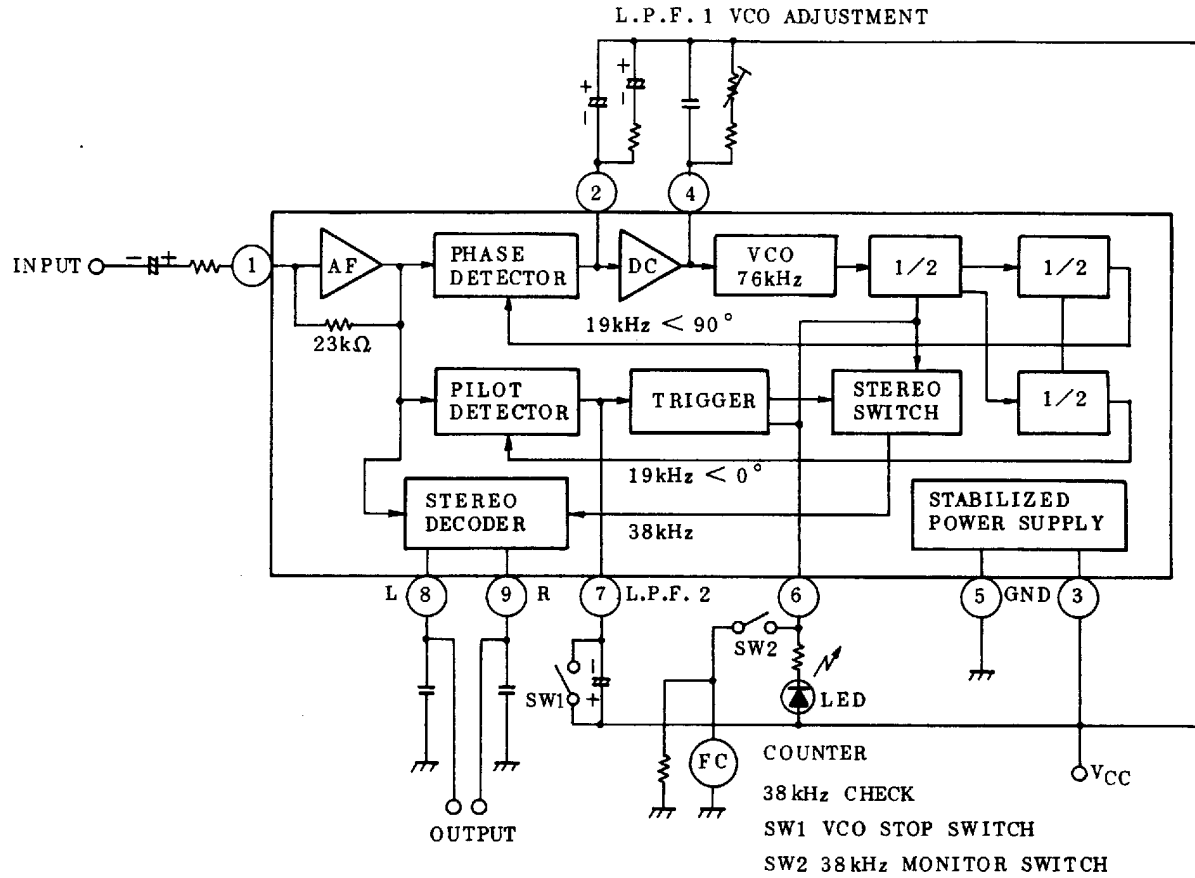 L.P.F. 1 VCO ADJUSTMENT
+
−
+
−
2
4
INPUT
− +
1
AF
PHASE
DETECTOR
DC
VCO
76kHz
1/2
1/2
23kΩ
19kHz < 90°
PILOT
DETECTOR
TRIGGER
STEREO
SWITCH
1/2
19kHz < 0°
STEREO
DECODER
38kHz
STABILIZED
POWER SUPPLY
L 8
9 R
7 L.P.F. 2
6
5 GND 3
SW1
−
+
SW2
LED
FC
COUNTER
38kHz CHECK
SW1 VCO STOP SWITCH
SW2 38kHz MONITOR SWITCH
VCC
OUTPUT